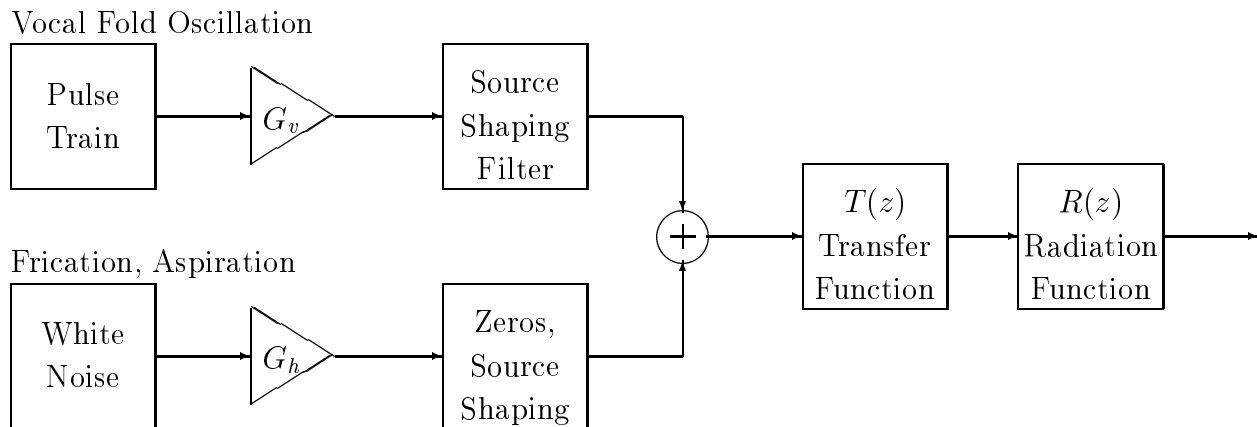 Vocal Fold Oscillation
Pulse
Train
G_v
Source
Shaping
Filter
+
T(z)
Transfer
Function
R(z)
Radiation
Function
Frication, Aspiration
White
Noise
G_h
Zeros,
Source
Shaping